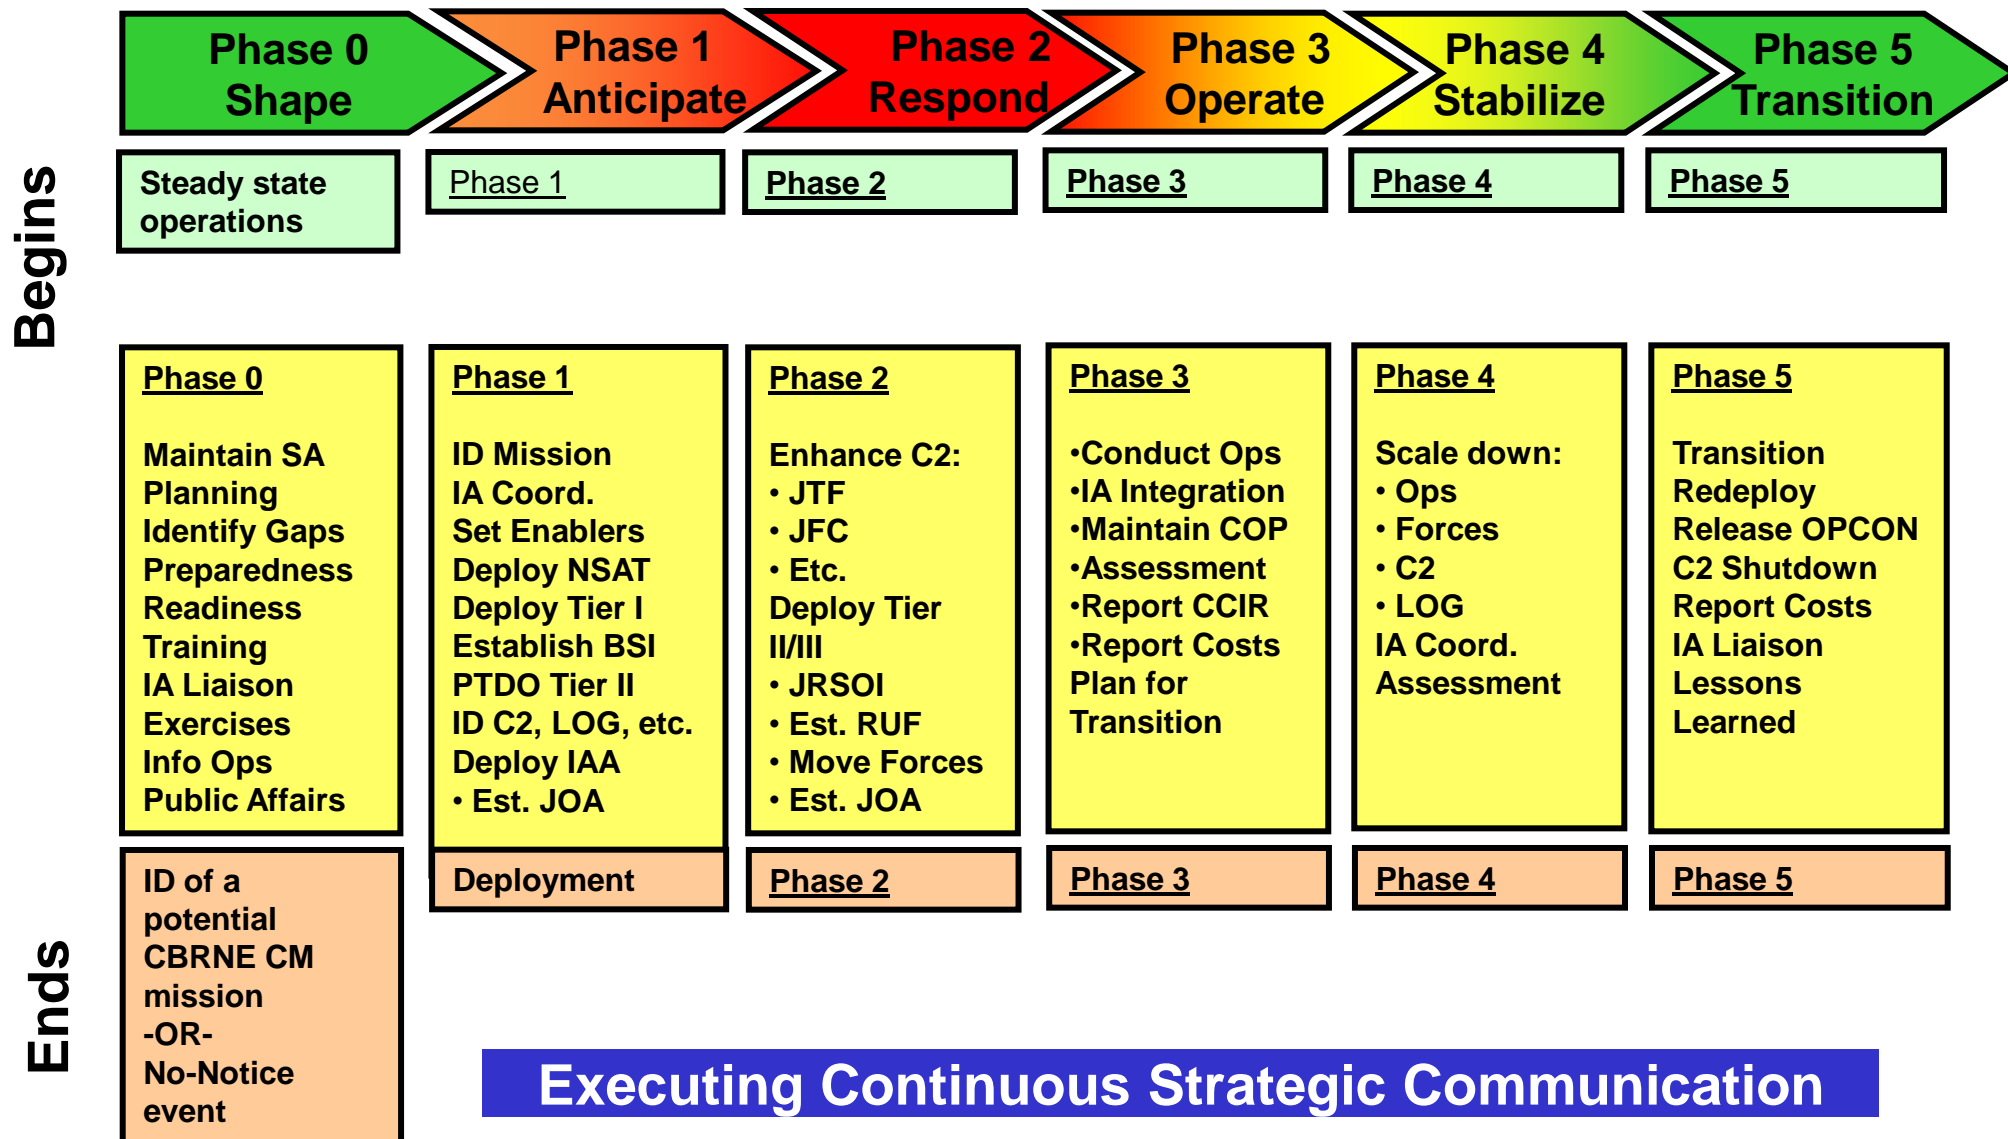 Phase 0
Shape
Phase 1
Anticipate
Phase 2
Respond
Phase 3
Operate
Phase 4
Stabilize
Phase 5
Transition
Begins
Steady state
operations
Phase 1
Phase 2
Phase 3
Phase 4
Phase 5
Phase 0
Maintain SA
Planning
Identify Gaps
Preparedness
Readiness
Training
IA Liaison
Exercises
Info Ops
Public Affairs
Phase 1
ID Mission
IA Coord.
Set Enablers
Deploy NSAT
Deploy Tier I
Establish BSI
PTDO Tier II
ID C2, LOG, etc.
Deploy IAA
• Est. JOA
Phase 2
Enhance C2:
• JTF
• JFC
• Etc.
Deploy Tier
II/III
• JRSOI
• Est. RUF
• Move Forces
• Est. JOA
Phase 3
•Conduct Ops
•IA Integration
•Maintain COP
•Assessment
•Report CCIR
•Report Costs
Plan for
Transition
Phase 4
Scale down:
• Ops
• Forces
• C2
• LOG
IA Coord.
Assessment
Phase 5
Transition
Redeploy
Release OPCON
C2 Shutdown
Report Costs
IA Liaison
Lessons
Learned
Ends
ID of a
potential
CBRNE CM
mission
-OR-
No-Notice
event
Deployment
Phase 2
Phase 3
Phase 4
Phase 5
Executing Continuous Strategic Communication